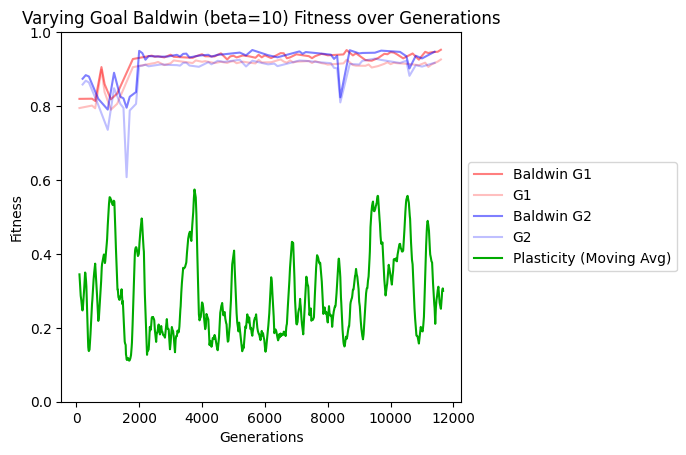 Varying Goal Baldwin (beta=10) Fitness over Generations
1.0
0.8
0.6
0.4
0.2
0.0
Fitness
0 2000 4000 6000 8000 10000 12000
Generations
Baldwin G1
G1
Baldwin G2
G2
Plasticity (Moving Avg)